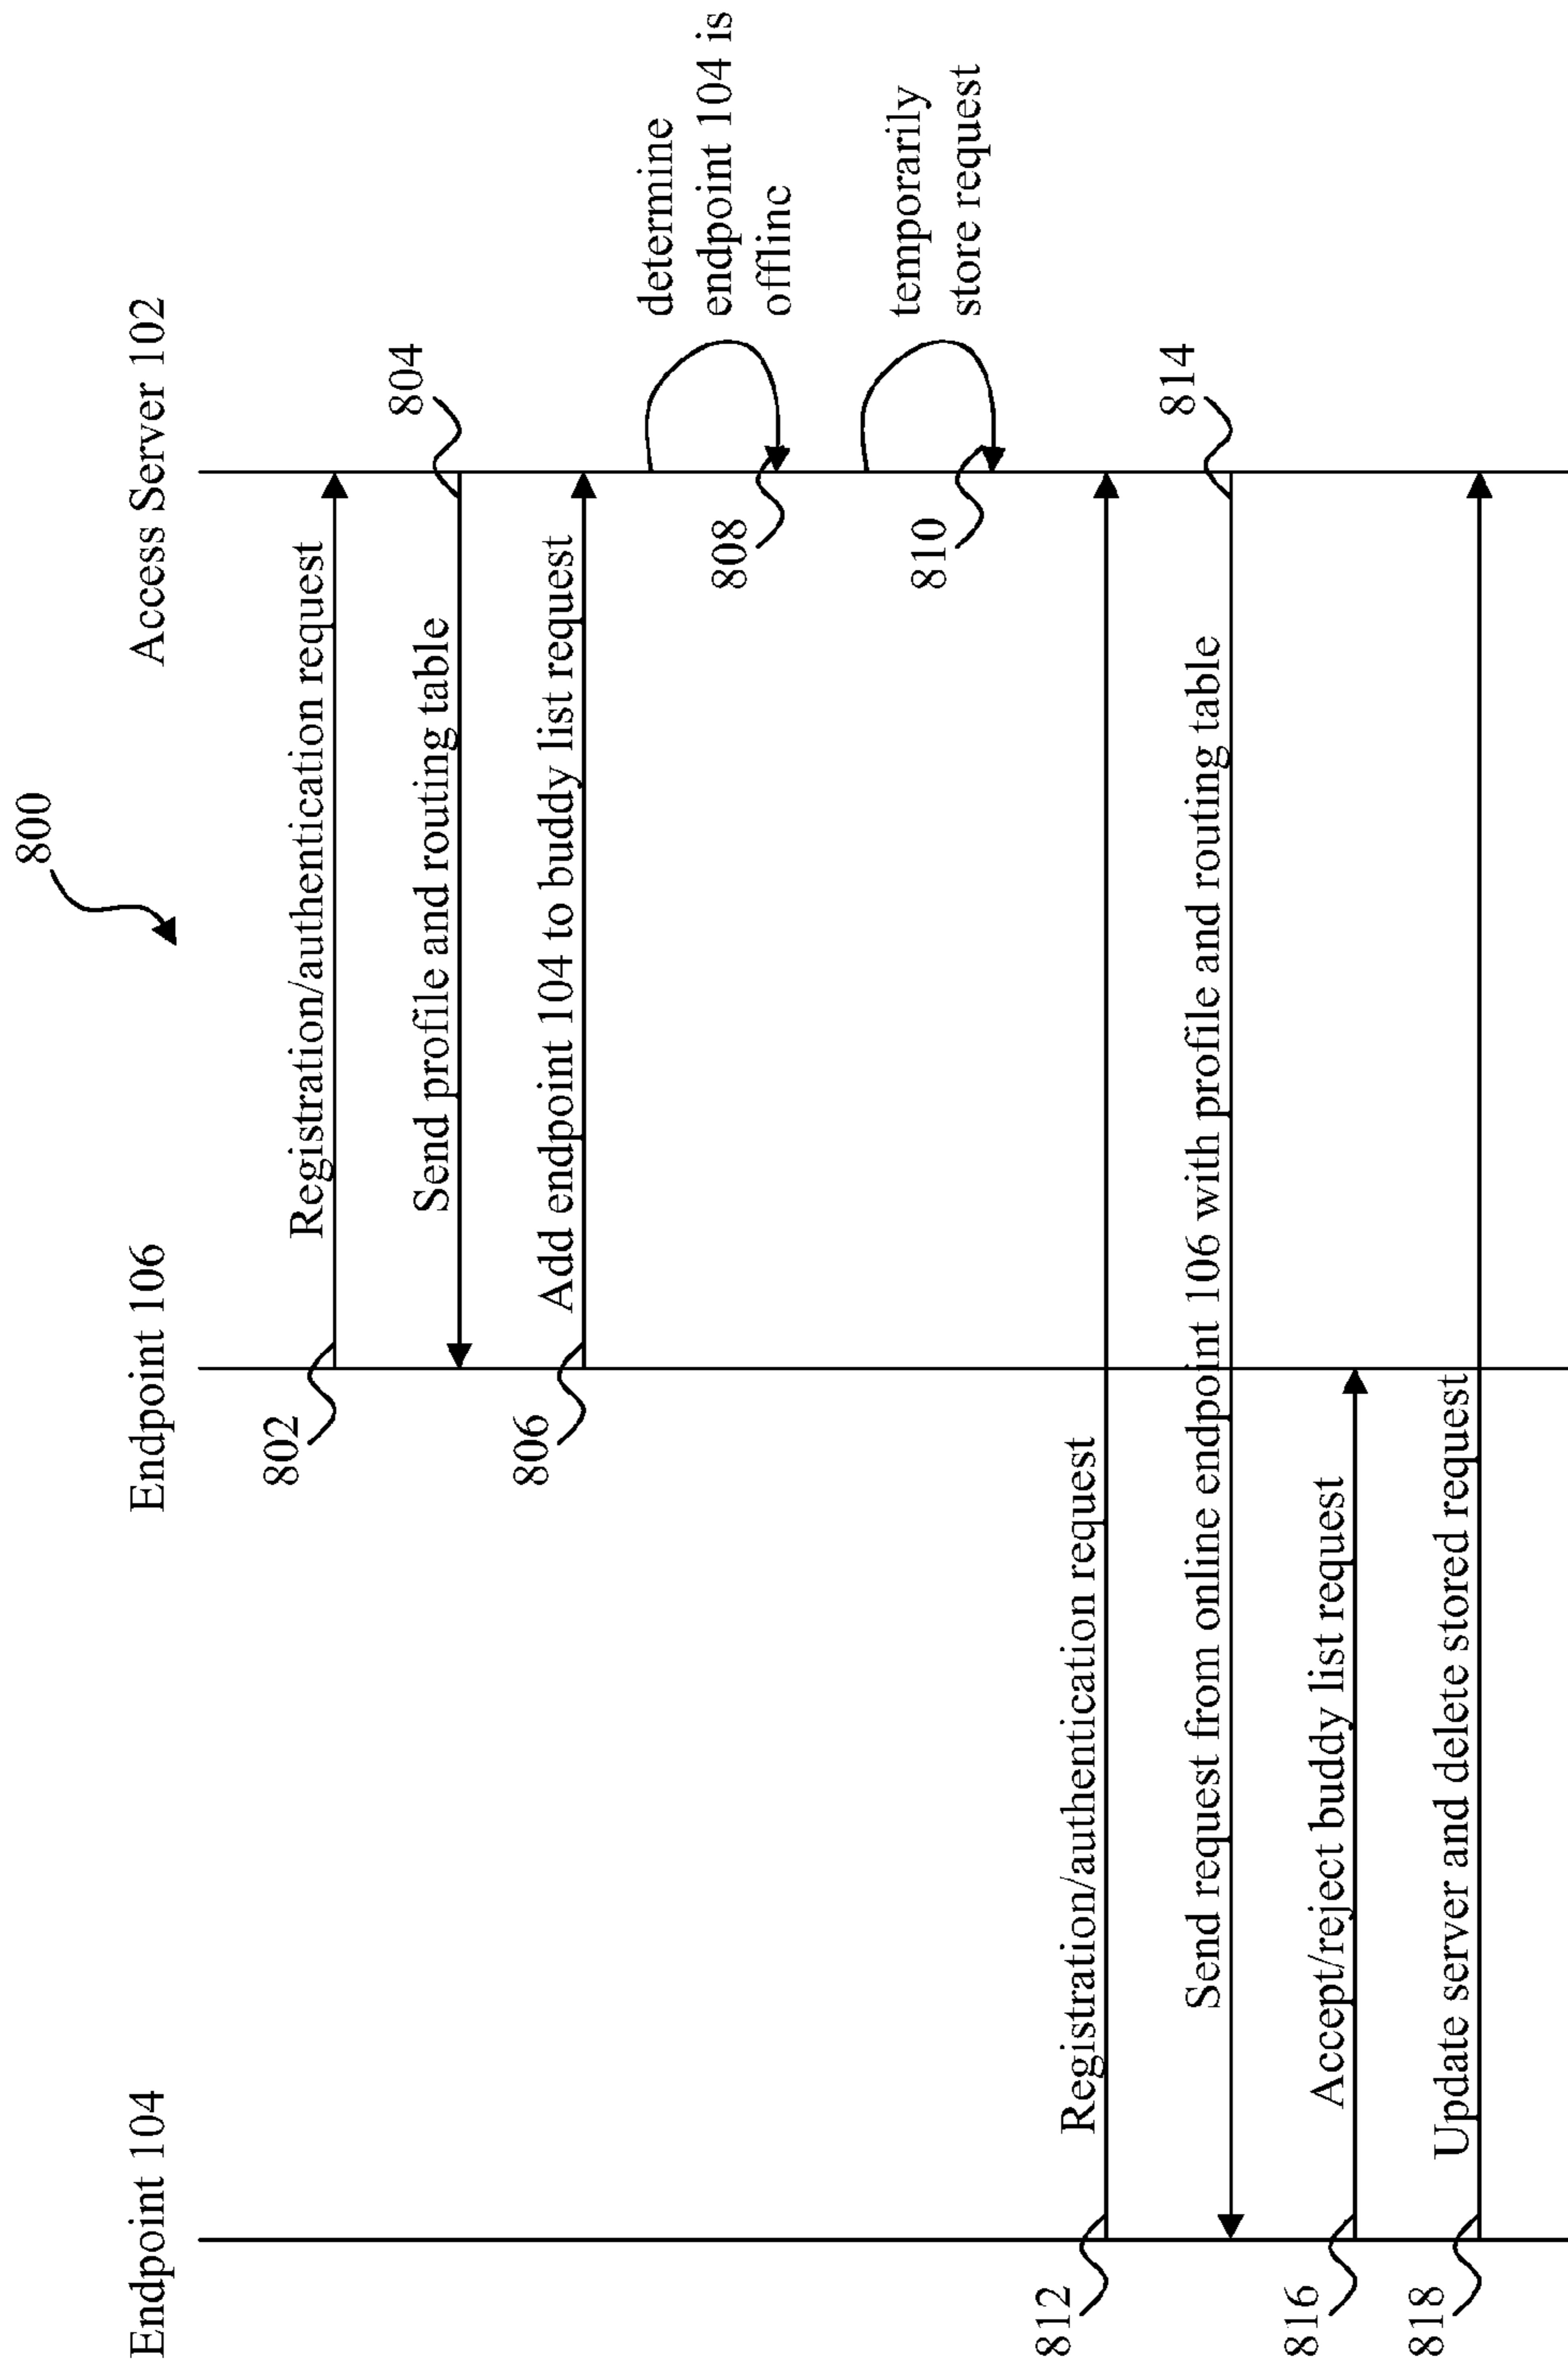 800
Endpoint 104
Endpoint 106
Access Server 102
802
Registration/authentication request
804
Send profile and routing table
806
Add endpoint 104 to buddy list request
determine
endpoint 104 is
offlinc
808
temporarily
store request
810
812
Registration/authentication request
814
Send request from online endpoint 106 with profile and routing table
816
Accept/reject buddy list request
818
Update server and delete stored request